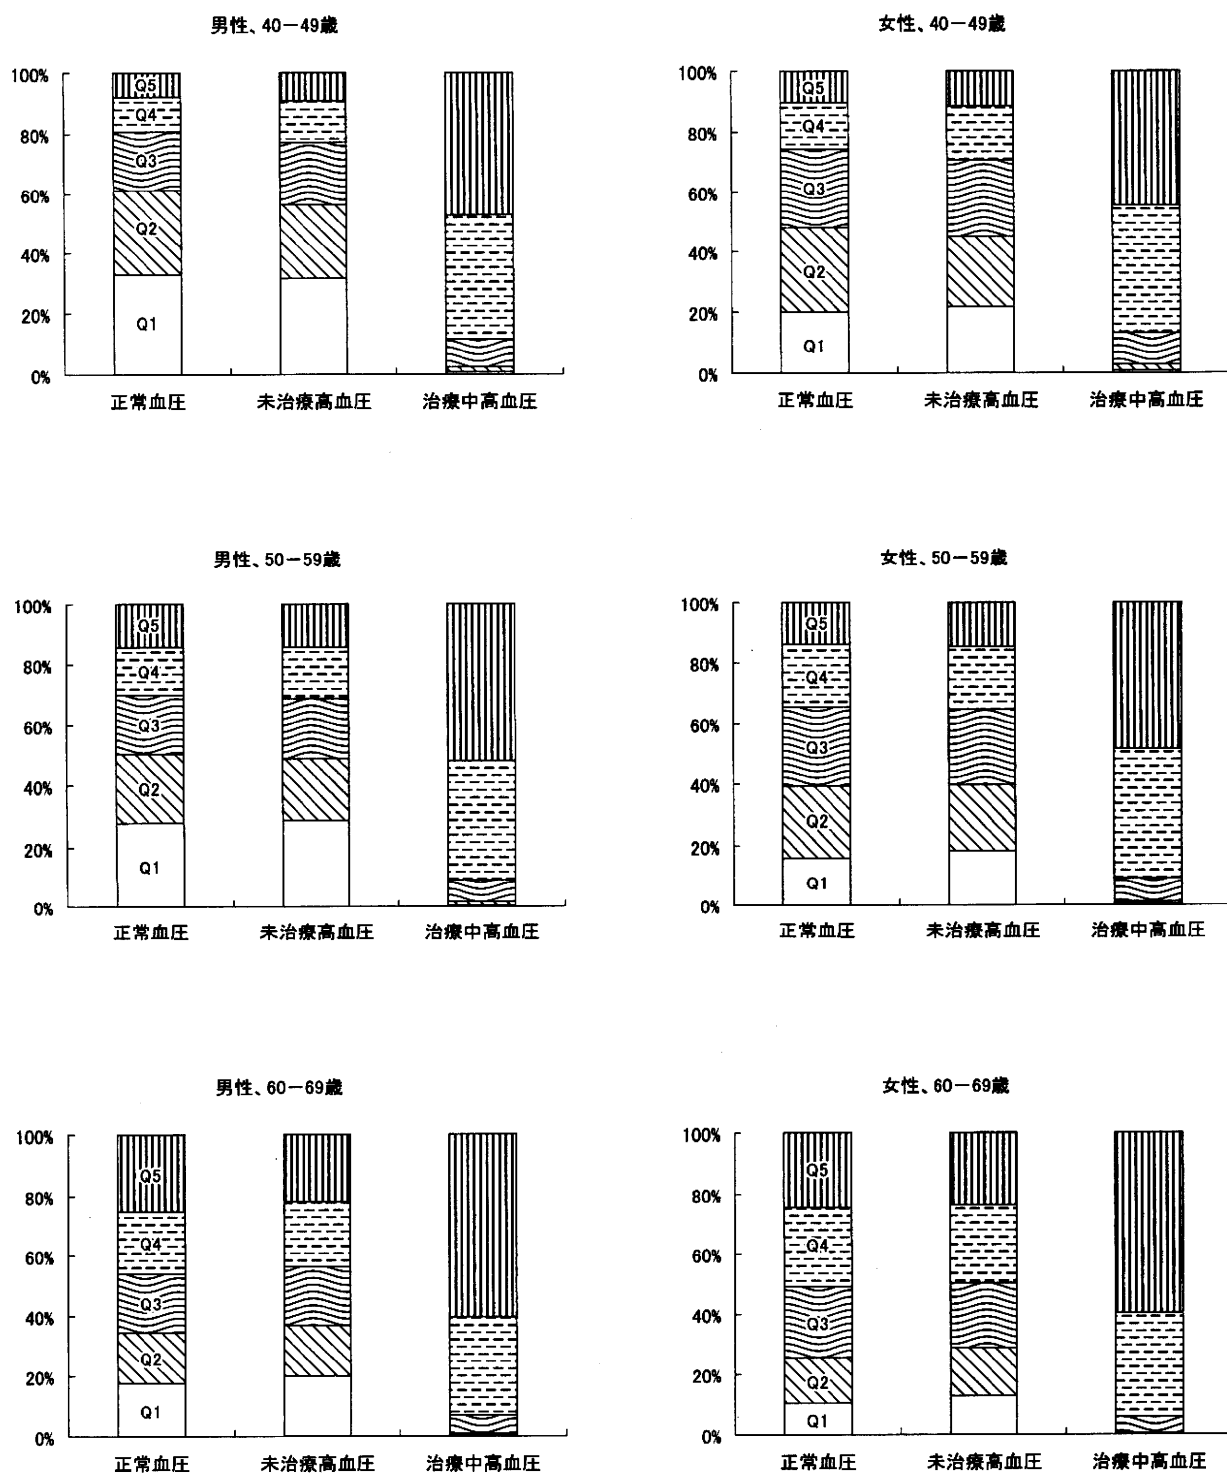 男性、40－49歳
100%
80%
60%
40%
20%
0%
Q5
Q4
Q3
Q2
Q1
正常血圧
未治療高血圧
治療中高血圧
女性、40－49歳
100%
80%
60%
40%
20%
0%
Q5
Q4
Q3
Q2
Q1
正常血圧
未治療高血圧
治療中高血圧
男性、50－59歳
100%
80%
60%
40%
20%
0%
Q5
Q4
Q3
Q2
Q1
正常血圧
未治療高血圧
治療中高血圧
女性、50－59歳
100%
80%
60%
40%
20%
0%
Q5
Q4
Q3
Q2
Q1
正常血圧
未治療高血圧
治療中高血圧
男性、60－69歳
100%
80%
60%
40%
20%
0%
Q5
Q4
Q3
Q2
Q1
正常血圧
未治療高血圧
治療中高血圧
女性、60－69歳
100%
80%
60%
40%
20%
0%
Q5
Q4
Q3
Q2
Q1
正常血圧
未治療高血圧
治療中高血圧